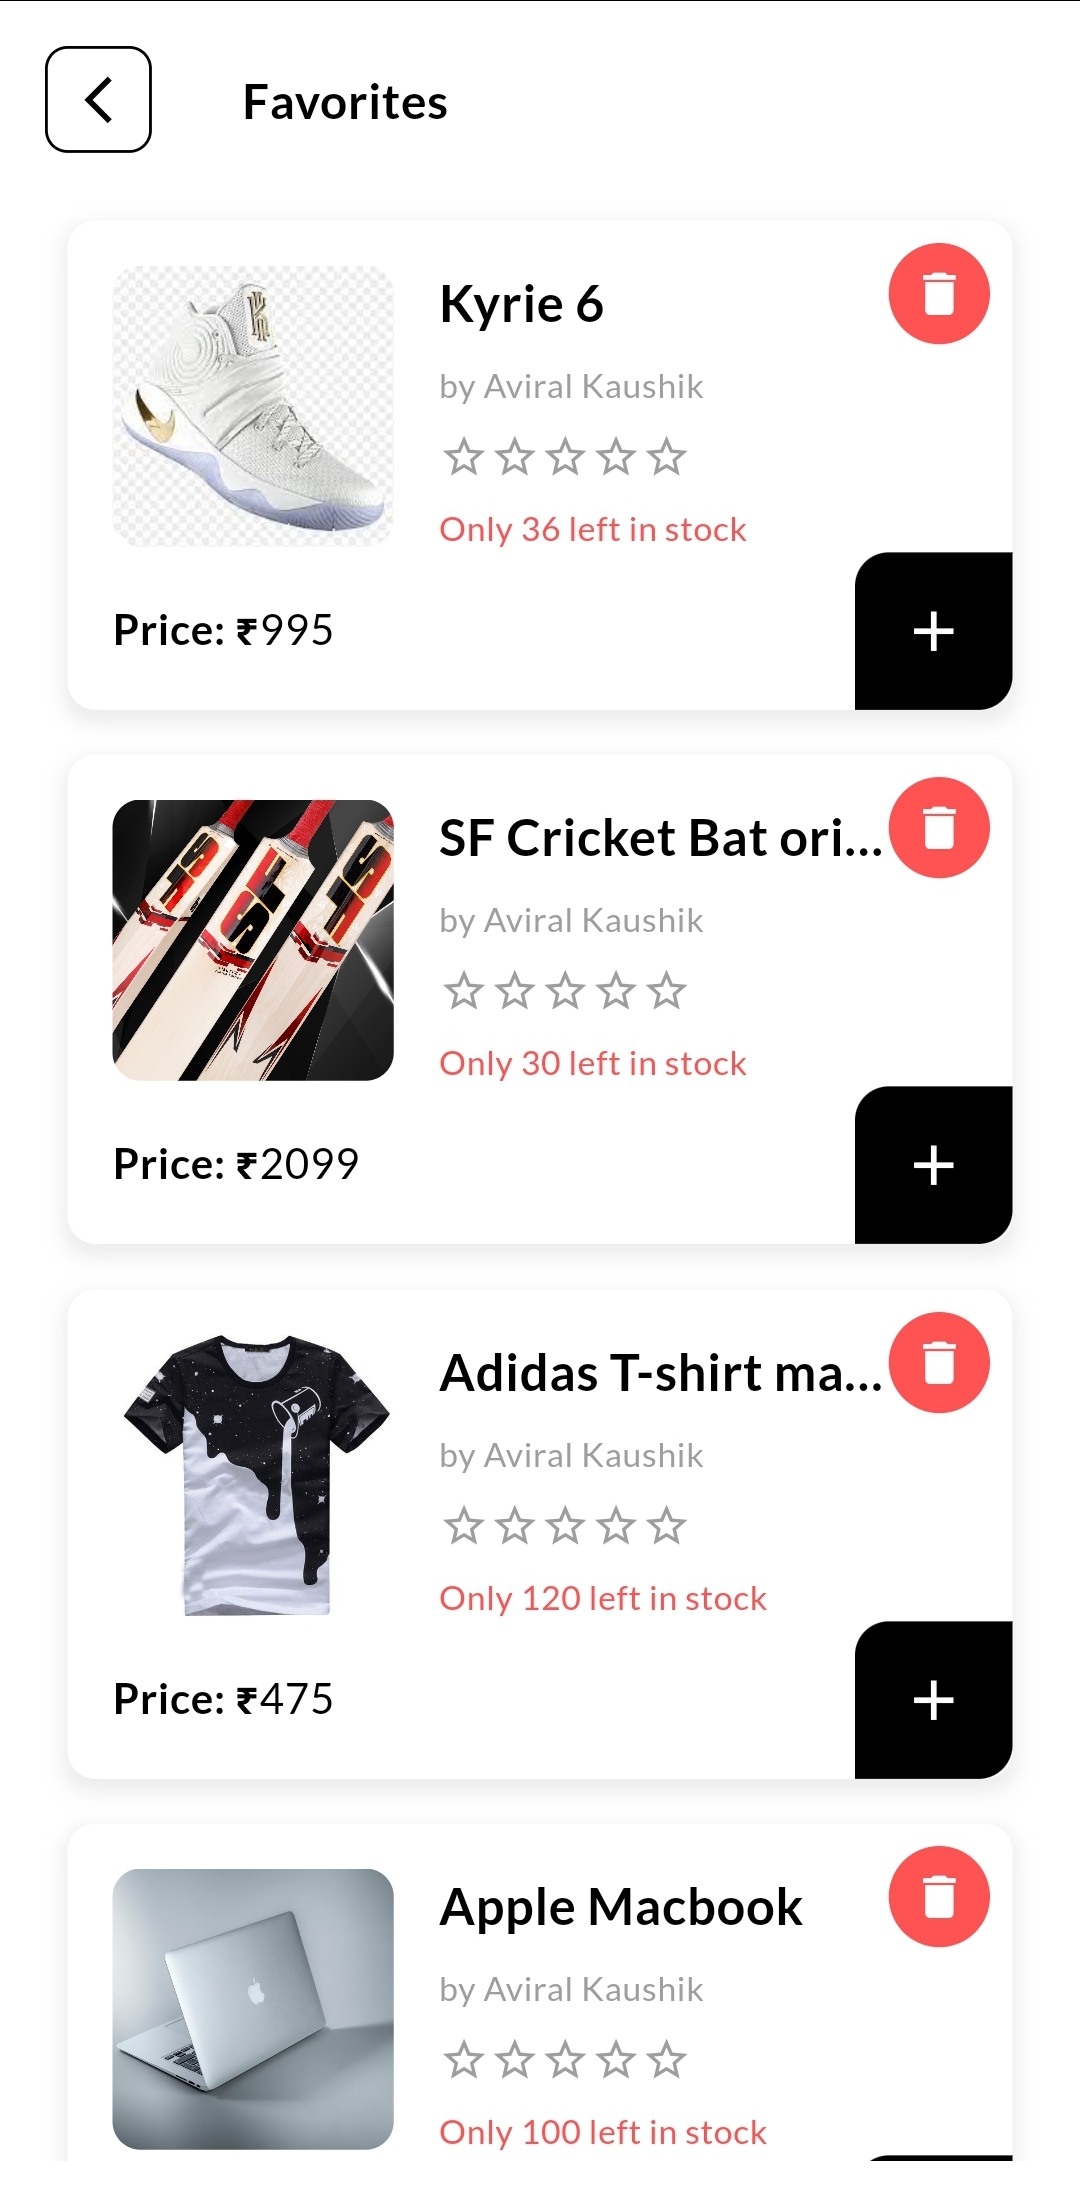 Favorites
Kyrie 6
by Aviral Kaushik
Only 36 left in stock
Price: ₹995
SF Cricket Bat ori...
by Aviral Kaushik
Only 30 left in stock
Price: ₹2099
Adidas T-shirt ma...
by Aviral Kaushik
Only 120 left in stock
Price: ₹475
Apple Macbook
by Aviral Kaushik
Only 100 left in stock